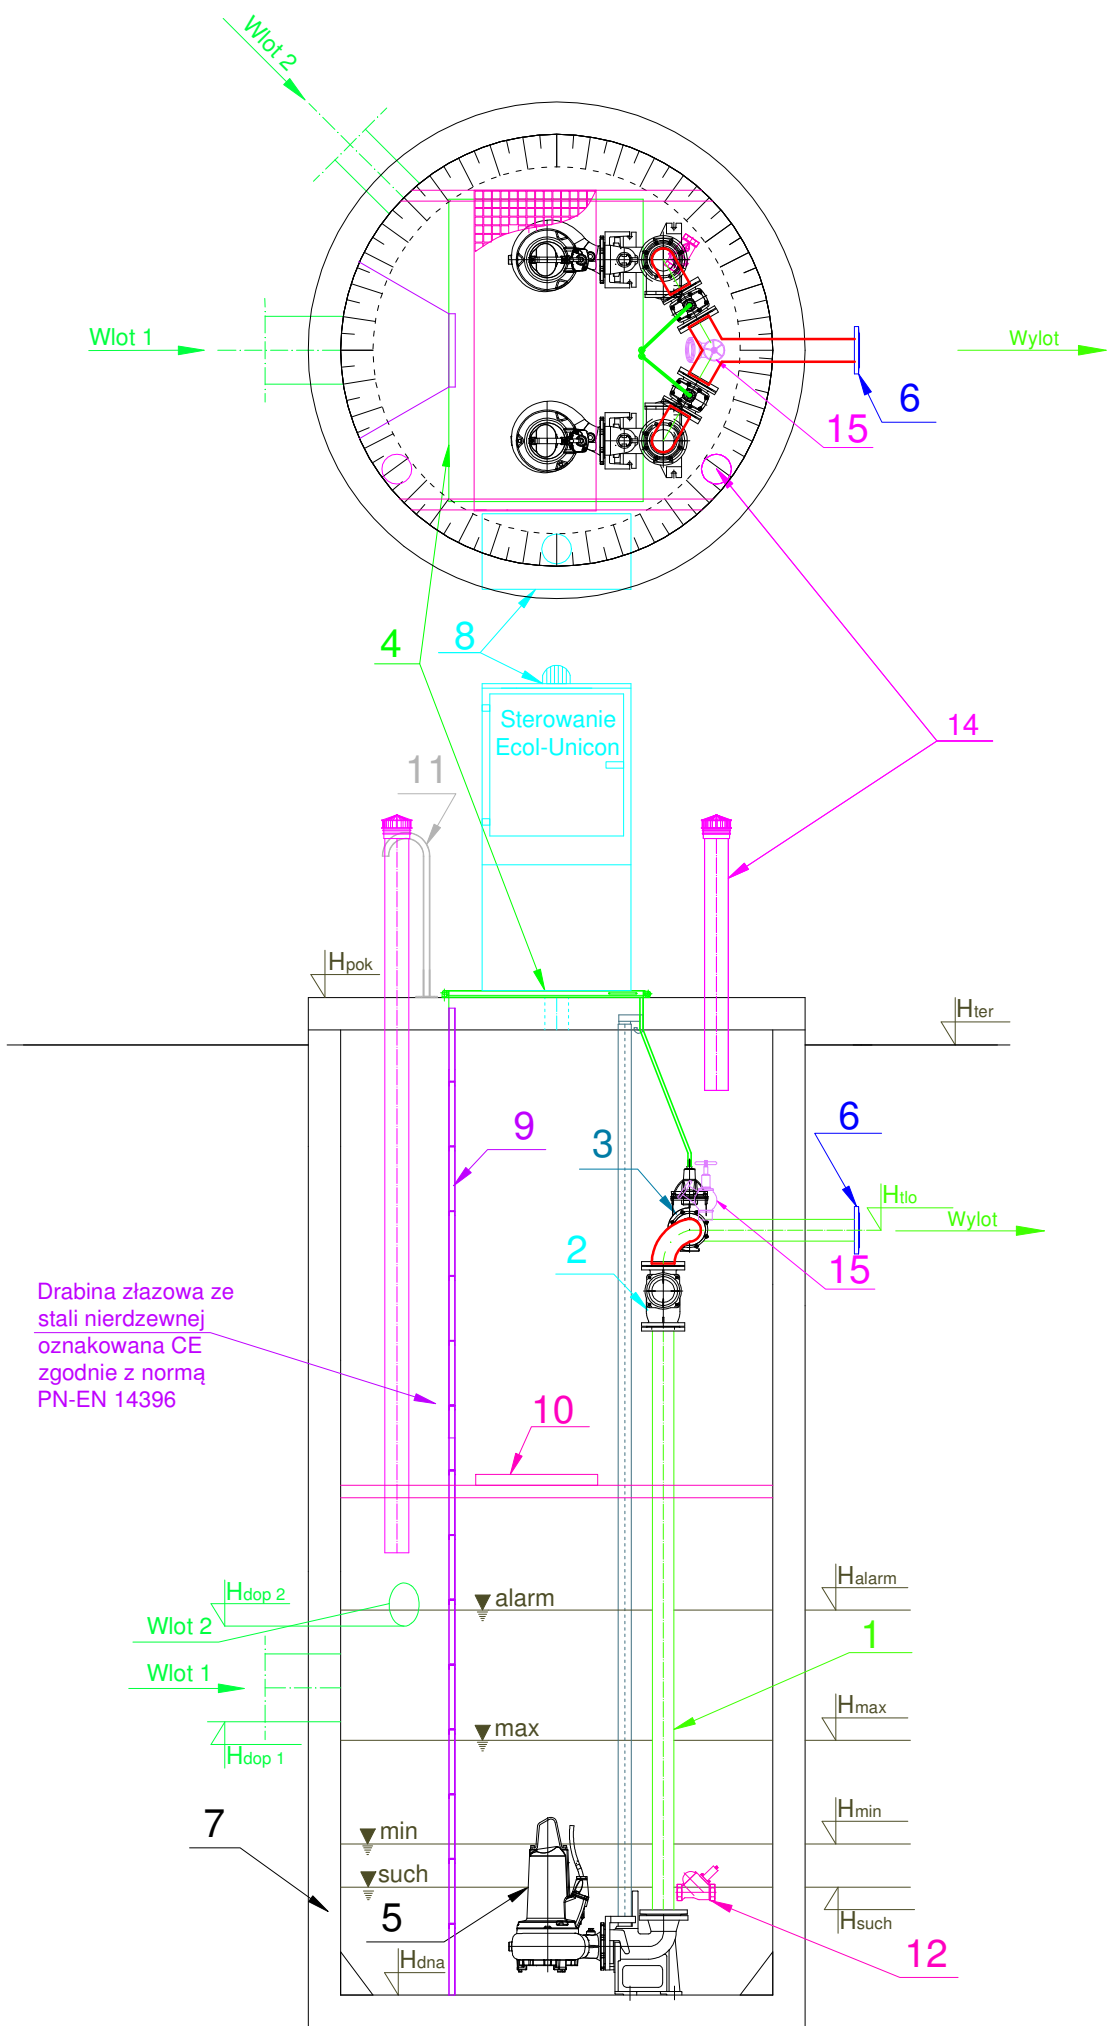 Wlot 2
Wlot 1
Wylot
6
15
4
8
Sterowanie
Ecol-Unicon
14
11
Hpok
Hter
9
3
6
Htło
Wylot
2
15
Drabina złazowa ze
stali nierdzewnej
oznakowana CE
zgodnie z normą
PN-EN 14396
10
Hdop 2
alarm
Halarm
Wlot 2
1
Wlot 1
Hmax
max
Hdop 1
7
min
Hmin
such
5
Hsuch
12
Hdna